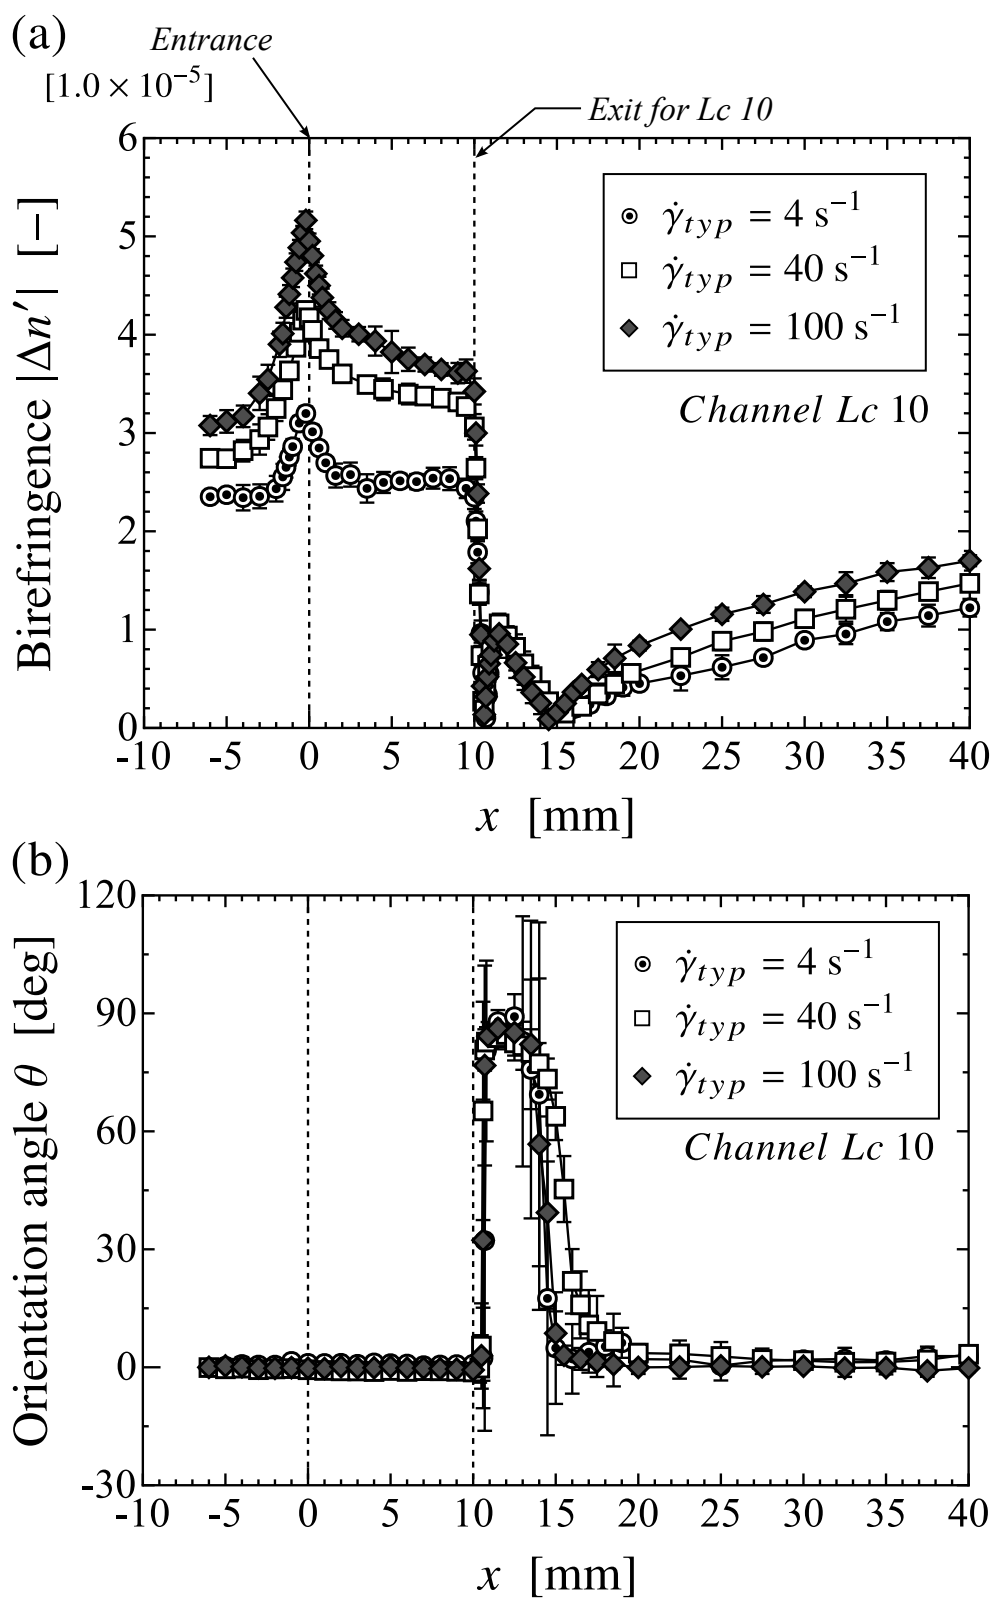 (a)
Entrance
[1.0 × 10⁻⁵]
Exit for Lc 10
6
5
4
3
2
1
0
Birefringence |Δn′| [−]
γ̇typ = 4 s⁻¹
γ̇typ = 40 s⁻¹
γ̇typ = 100 s⁻¹
Channel Lc 10
-10 -5 0 5 10 15 20 25 30 35 40
x [mm]
(b)
120
90
60
30
0
-30
Orientation angle θ [deg]
γ̇typ = 4 s⁻¹
γ̇typ = 40 s⁻¹
γ̇typ = 100 s⁻¹
Channel Lc 10
-10 -5 0 5 10 15 20 25 30 35 40
x [mm]